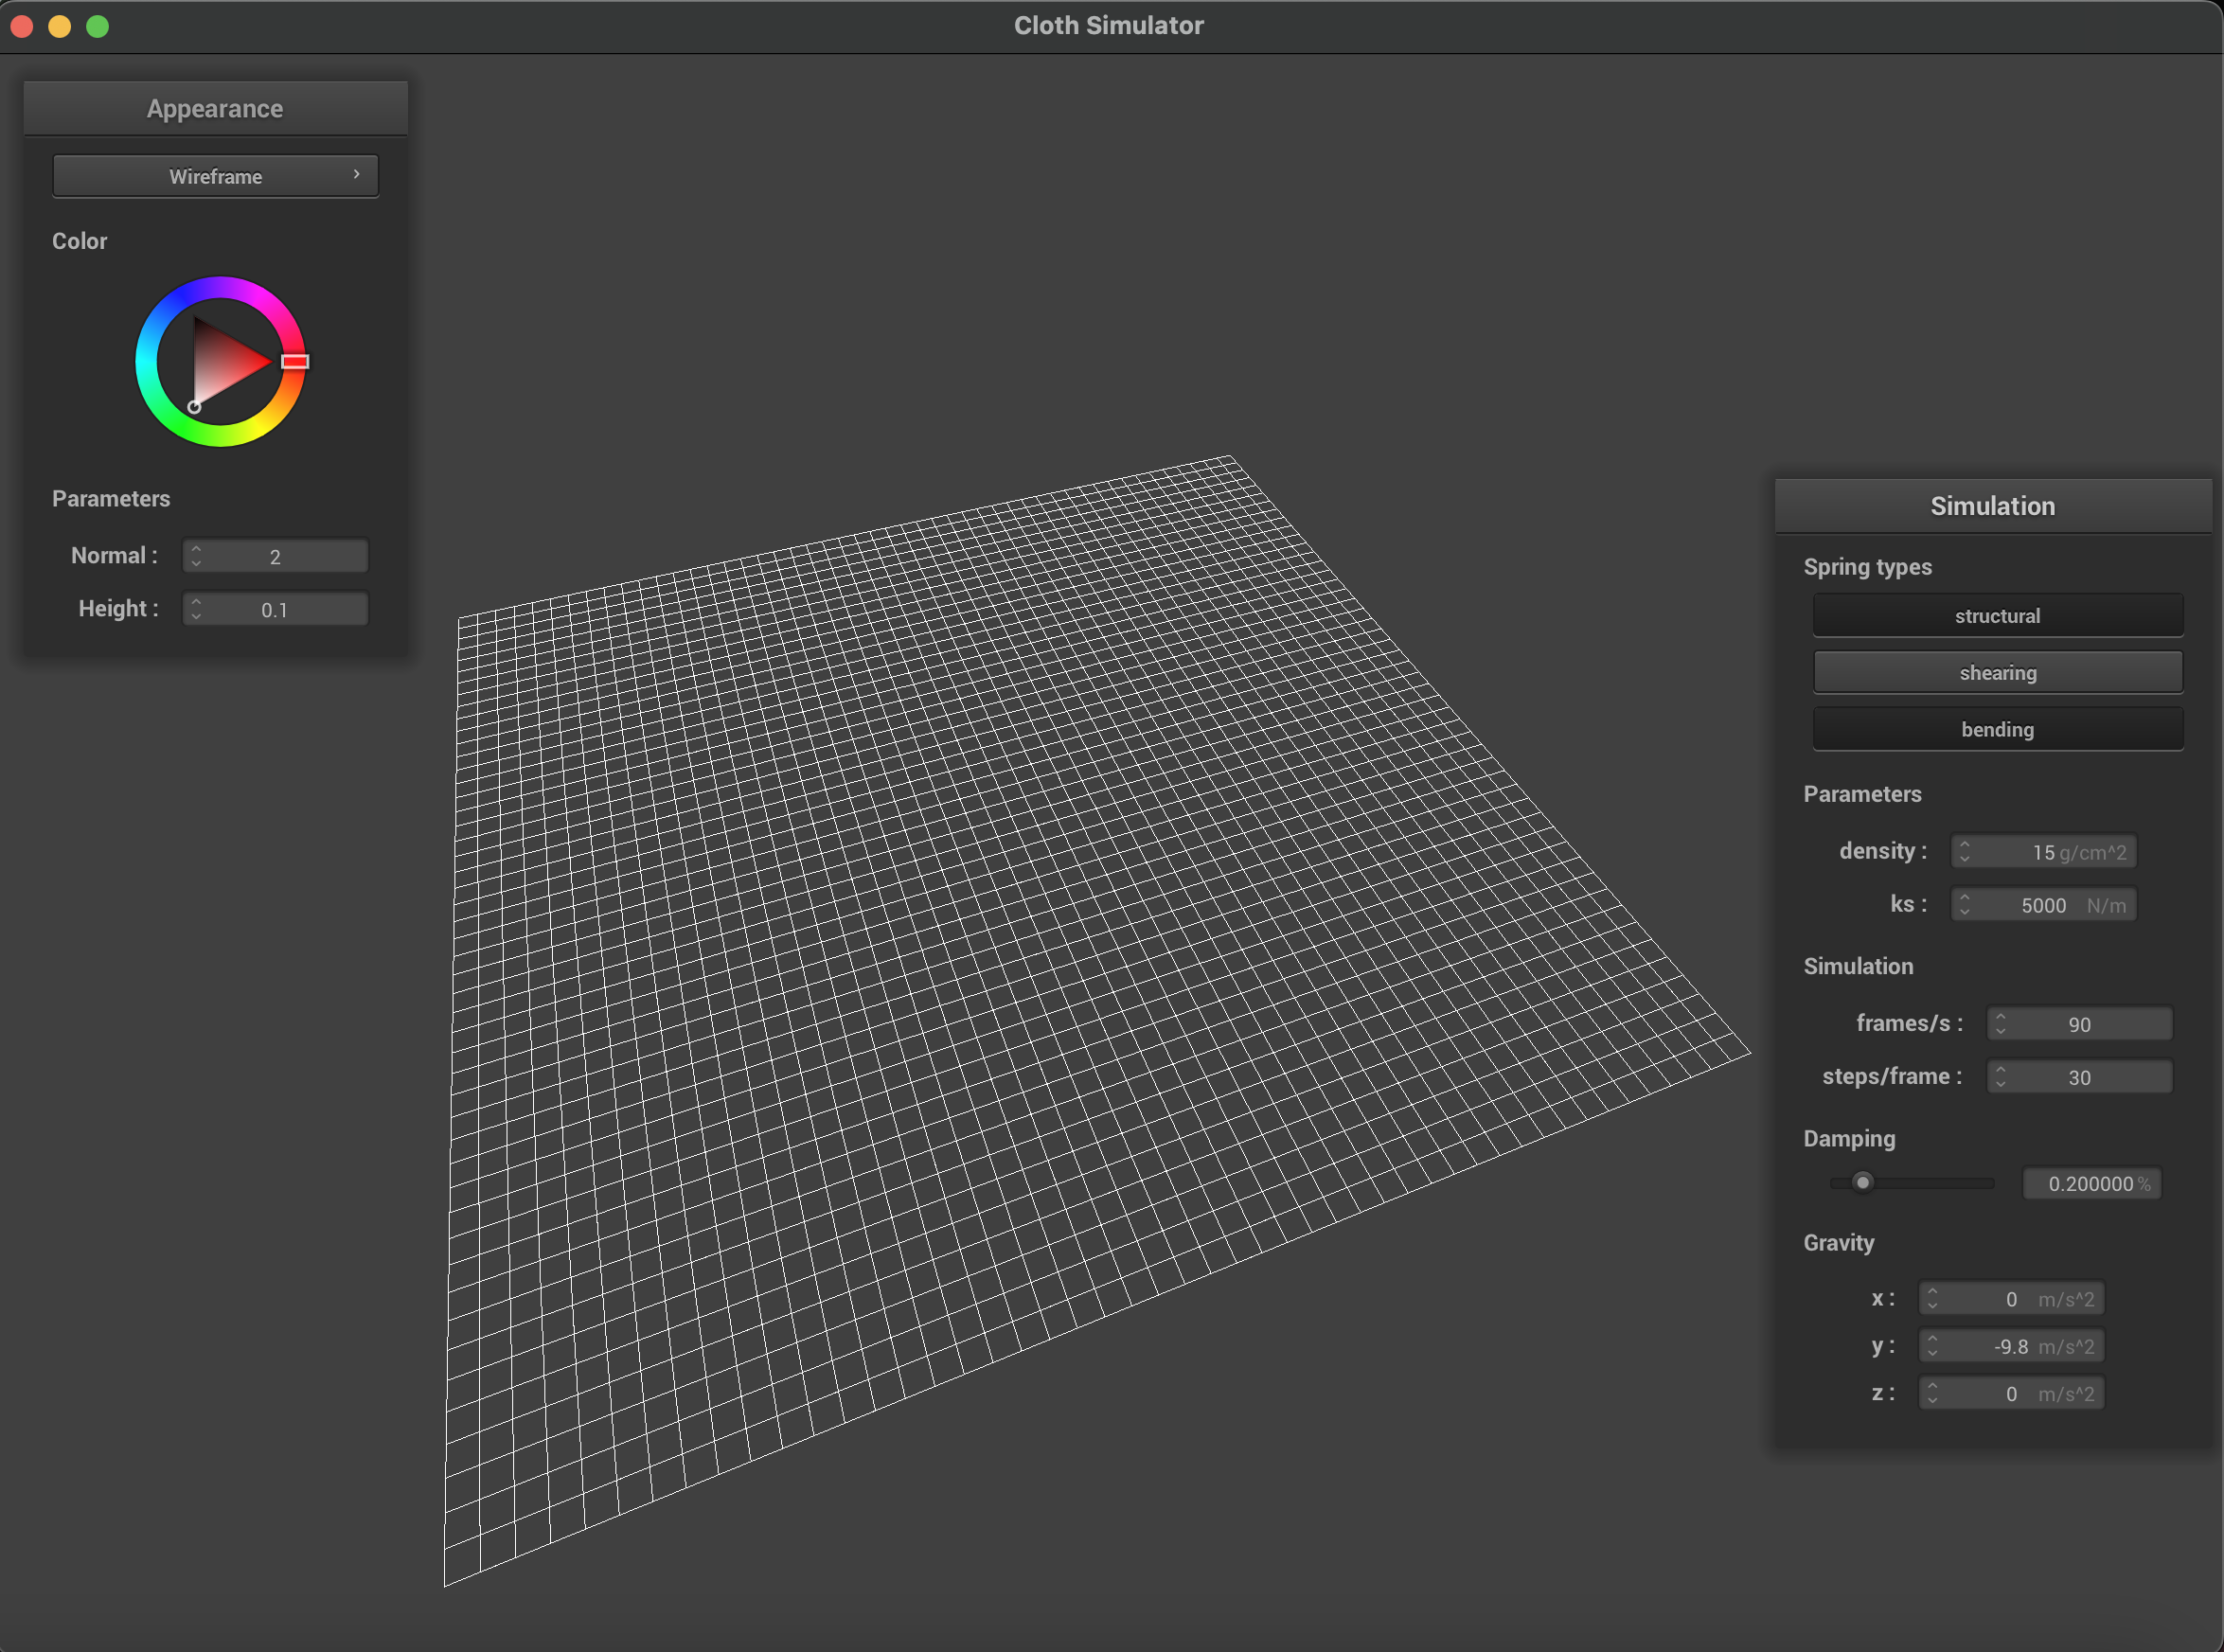 Cloth Simulator
Appearance
Wireframe
Color
Parameters
Normal : 2
Height : 0.1
Simulation
Spring types
structural
shearing
bending
Parameters
density : 15 g/cm^2
ks : 5000 N/m
Simulation
frames/s : 90
steps/frame : 30
Damping
0.200000 %
Gravity
x : 0 m/s^2
y : -9.8 m/s^2
z : 0 m/s^2